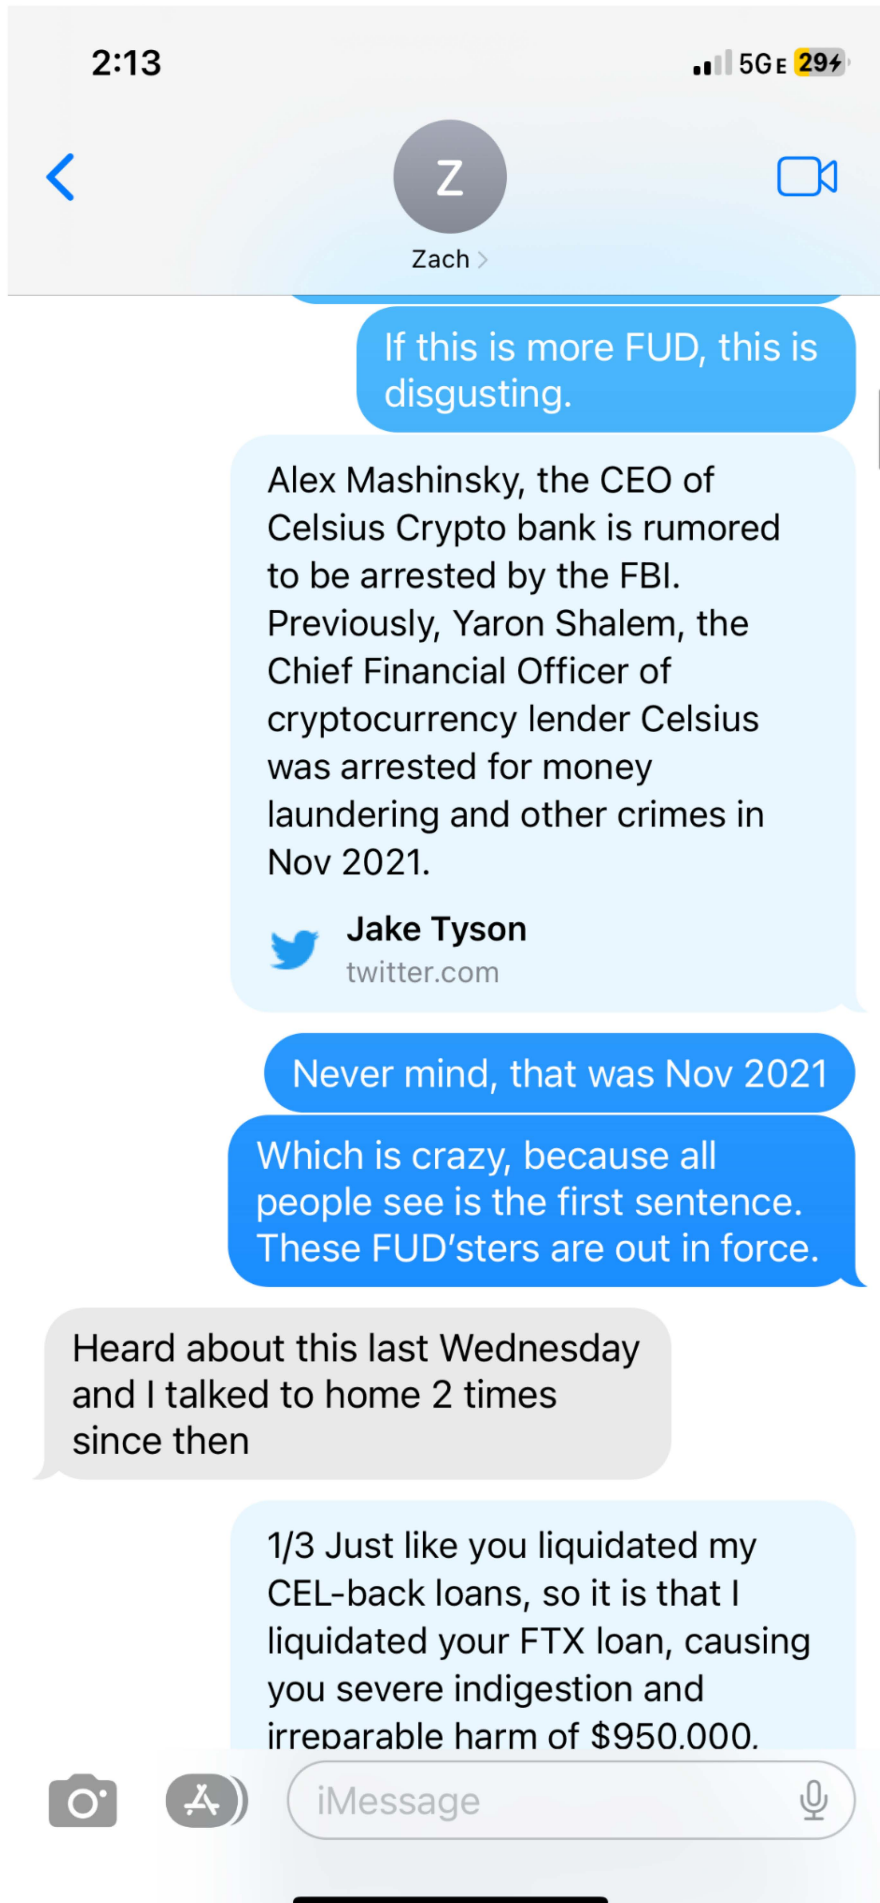 2:13
5GE 29
Z
Zach
If this is more FUD, this is
disgusting.
Alex Mashinsky, the CEO of
Celsius Crypto bank is rumored
to be arrested by the FBI.
Previously, Yaron Shalem, the
Chief Financial Officer of
cryptocurrency lender Celsius
was arrested for money
laundering and other crimes in
Nov 2021.
Jake Tyson
twitter.com
Never mind, that was Nov 2021
Which is crazy, because all
people see is the first sentence.
These FUD'sters are out in force.
Heard about this last Wednesday
and I talked to home 2 times
since then
1/3 Just like you liquidated my
CEL-back loans, so it is that I
liquidated your FTX loan, causing
you severe indigestion and
irreparable harm of $950,000,
iMessage